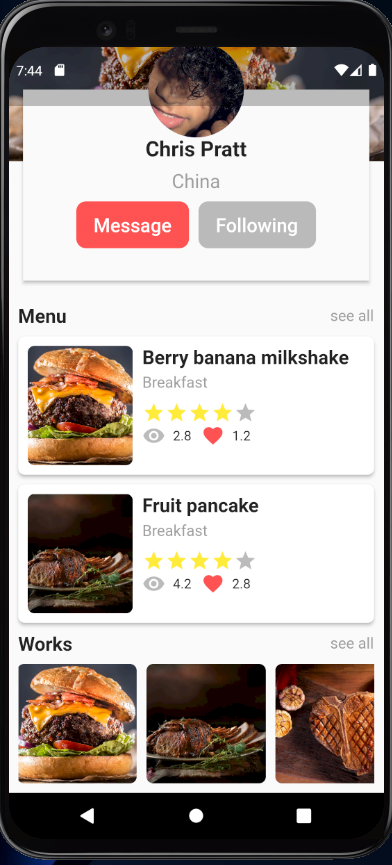 7:44
Chris Pratt
China
Message Following
Menu see all
Berry banana milkshake
Breakfast
2.8 1.2
Fruit pancake
Breakfast
4.2 2.8
Works see all